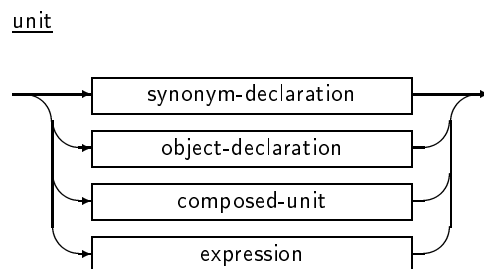 unit
synonym-declaration
object-declaration
composed-unit
expression